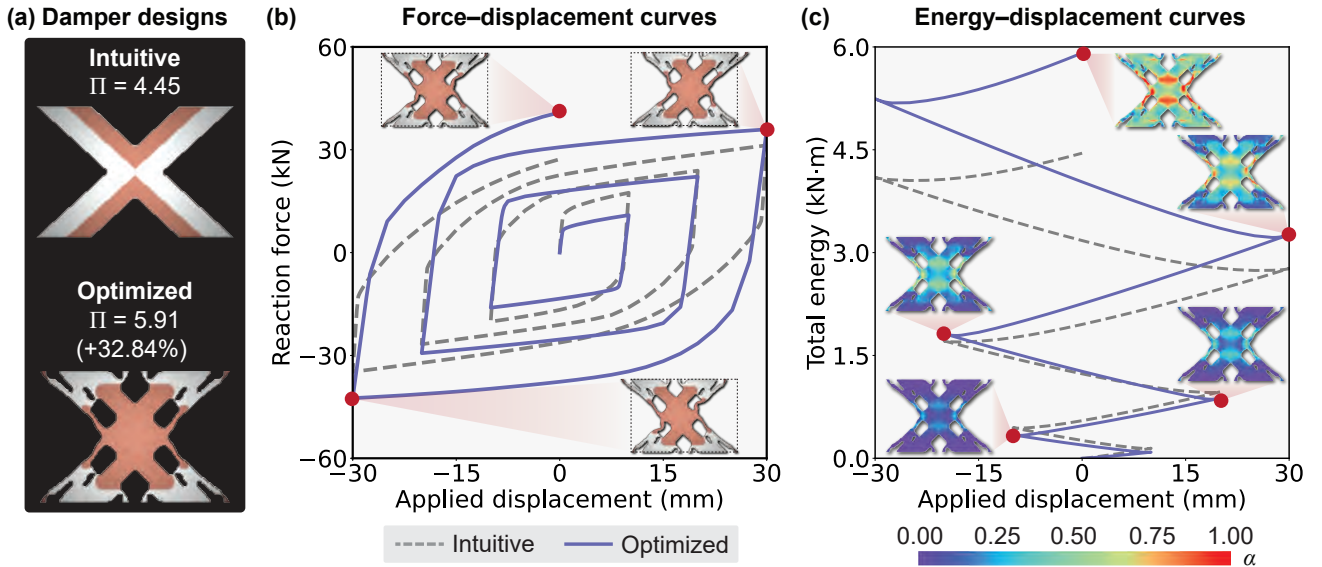 (a) Damper designs
Intuitive
Π = 4.45
Optimized
Π = 5.91
(+32.84%)
(b) Force–displacement curves
Reaction force (kN)
60
30
0
−30
−60
−30 −15 0 15 30
Applied displacement (mm)
Intuitive Optimized
(c) Energy–displacement curves
Total energy (kN·m)
6.0
4.5
3.0
1.5
0.0
−30 −15 0 15 30
Applied displacement (mm)
0.00 0.25 0.50 0.75 1.00
α